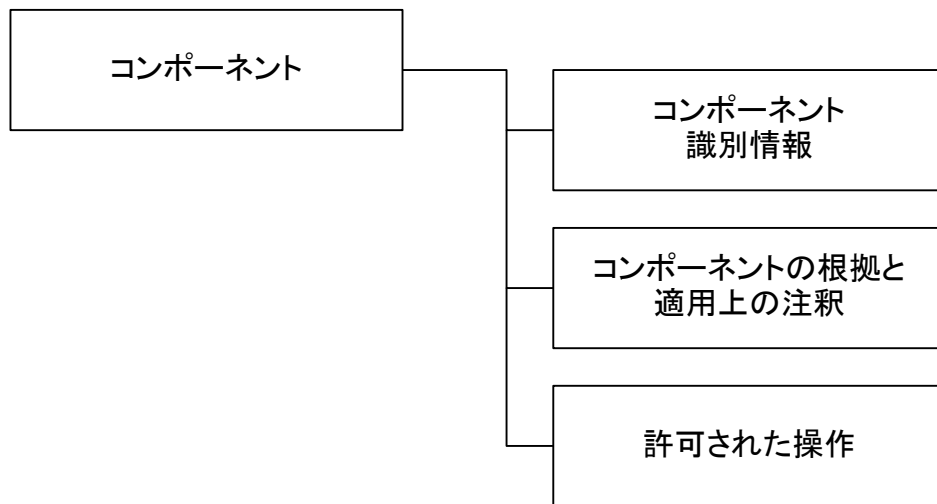 コンポーネント
コンポーネント
識別情報
コンポーネントの根拠と
適用上の注釈
許可された操作